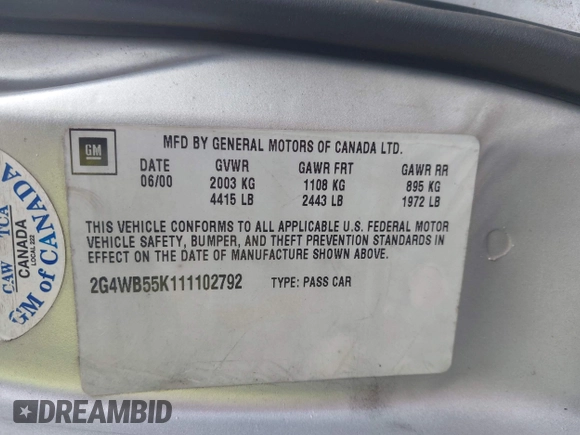 GM
MFD BY GENERAL MOTORS OF CANADA LTD.
DATE GVWR GAWR FRT GAWR RR
06/00 2003 KG 1108 KG 895 KG
4415 LB 2443 LB 1972 LB
THIS VEHICLE CONFORMS TO ALL APPLICABLE U.S. FEDERAL MOTOR
VEHICLE SAFETY, BUMPER, AND THEFT PREVENTION STANDARDS IN
EFFECT ON THE DATE OF MANUFACTURE SHOWN ABOVE.
2G4WB55K111102792 TYPE: PASS CAR
CAW TCA
CANADA
LOCAL 222
GM of CANADA
DREAMBID